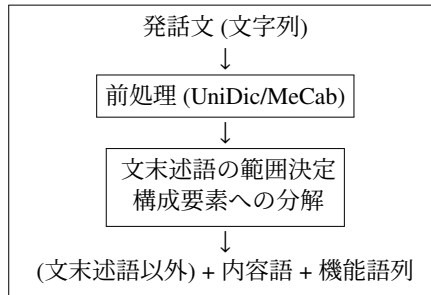 発話文 (文字列)
↓
前処理 (UniDic/MeCab)
↓
文末述語の範囲決定
構成要素への分解
↓
(文末述語以外) + 内容語 + 機能語列